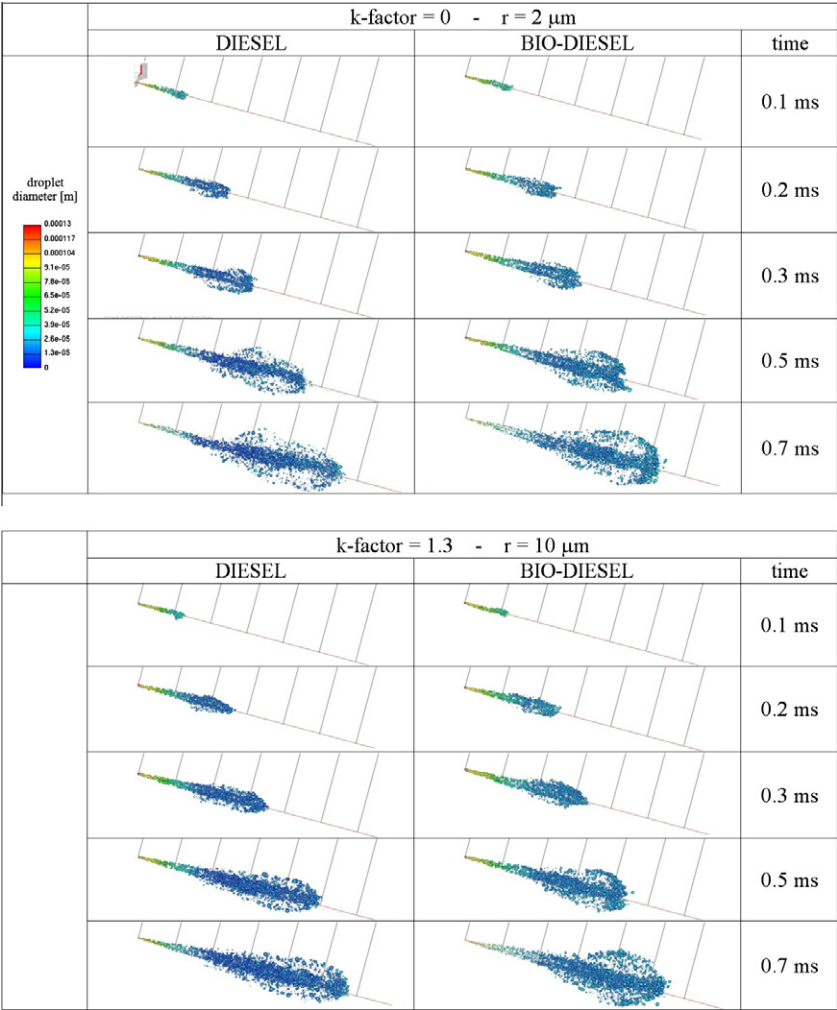 k-factor = 0 - r = 2 μm
DIESEL BIO-DIESEL time
0.1 ms
0.2 ms
droplet
diameter [m]
0.00013
0.000117
0.000104
9.1e-05
7.8e-05
6.5e-05
5.2e-05
3.9e-05
2.6e-05
1.3e-05
0
0.3 ms
0.5 ms
0.7 ms
k-factor = 1.3 - r = 10 μm
DIESEL BIO-DIESEL time
0.1 ms
0.2 ms
0.3 ms
0.5 ms
0.7 ms